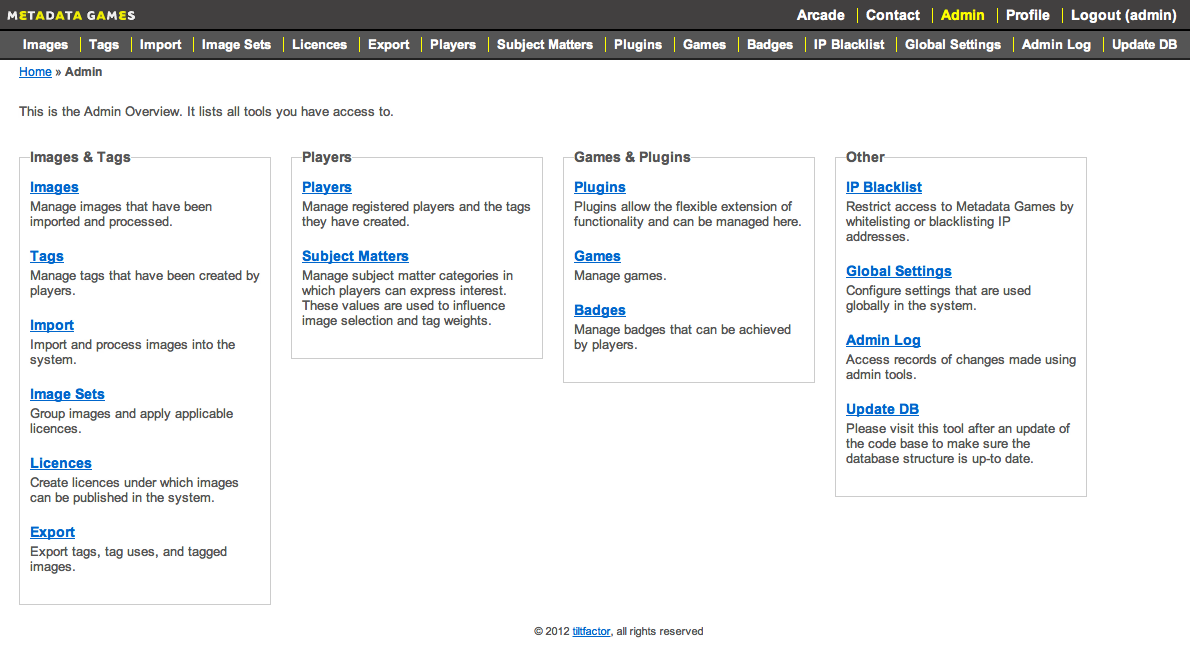 METADATA GAMES
Arcade Contact Admin Profile Logout (admin)
Images Tags Import Image Sets Licences Export Players Subject Matters Plugins Games Badges IP Blacklist Global Settings Admin Log Update DB
Home » Admin
This is the Admin Overview. It lists all tools you have access to.
Images & Tags
Images
Manage images that have been
imported and processed.
Tags
Manage tags that have been created by
players.
Import
Import and process images into the
system.
Image Sets
Group images and apply applicable
licences.
Licences
Create licences under which images
can be published in the system.
Export
Export tags, tag uses, and tagged
images.
Players
Players
Manage registered players and the tags
they have created.
Subject Matters
Manage subject matter categories in
which players can express interest.
These values are used to influence
image selection and tag weights.
Games & Plugins
Plugins
Plugins allow the flexible extension of
functionality and can be managed here.
Games
Manage games.
Badges
Manage badges that can be achieved
by players.
Other
IP Blacklist
Restrict access to Metadata Games by
whitelisting or blacklisting IP
addresses.
Global Settings
Configure settings that are used
globally in the system.
Admin Log
Access records of changes made using
admin tools.
Update DB
Please visit this tool after an update of
the code base to make sure the
database structure is up-to date.
© 2012 tiltfactor, all rights reserved